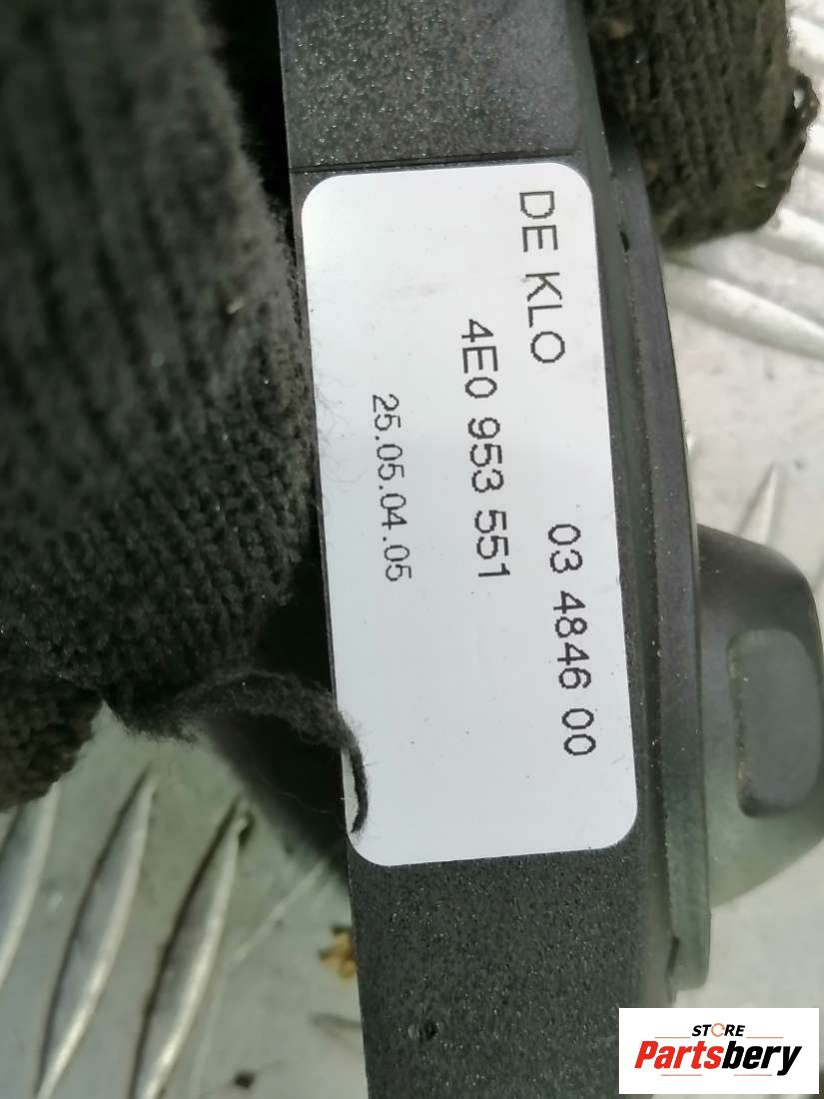 DE KLO 03 4846 00
4E0 953 551
25.05.04.05
STORE
Partsbery